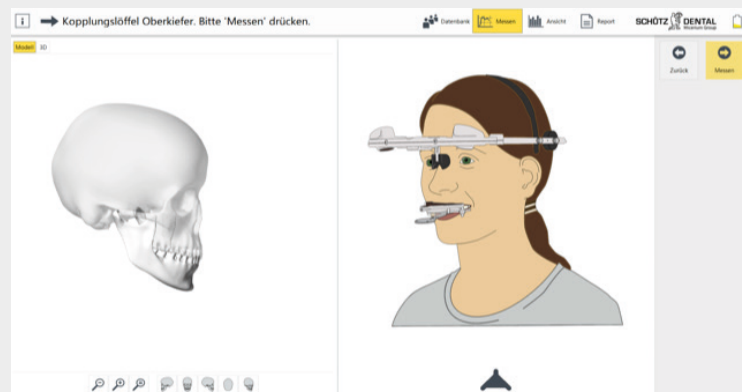 i
Kopplungslöffel Oberkiefer. Bitte 'Messen' drücken.
Datenbank Messen Ansicht Report
SCHÜTZ DENTAL
Modell 3D
Zurück Messen